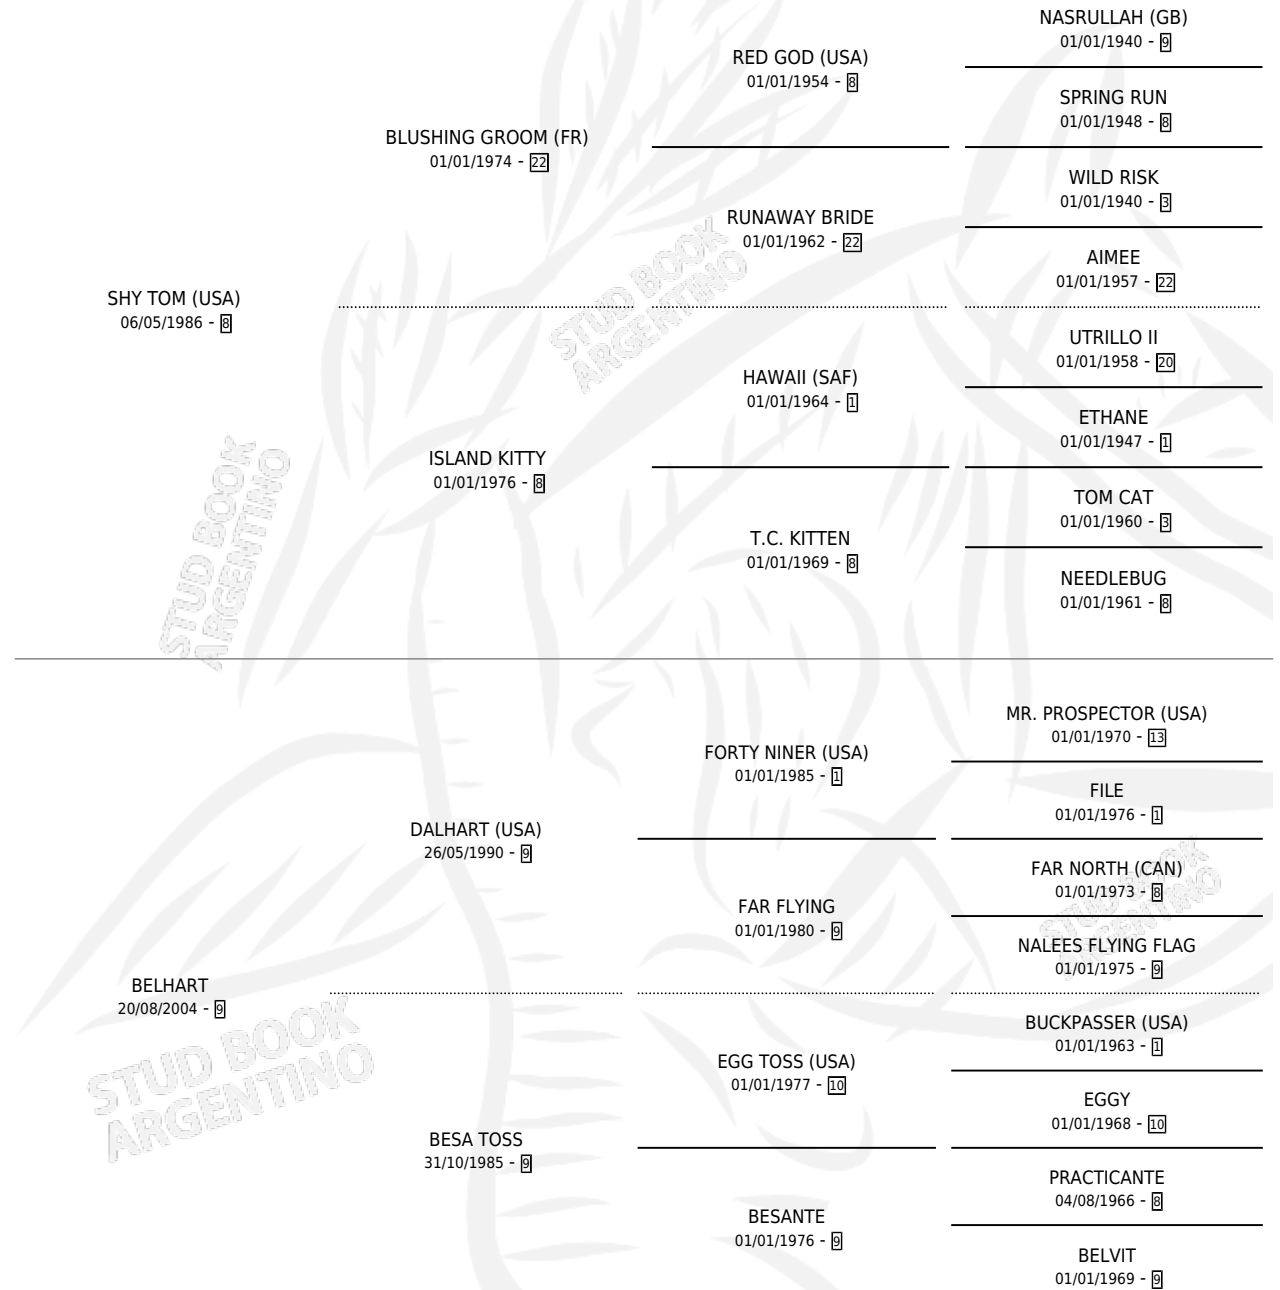 NASRULLAH (GB)
01/01/1940 - 9
RED GOD (USA)
01/01/1954 - 8
SPRING RUN
01/01/1948 - 8
BLUSHING GROOM (FR)
01/01/1974 - 22
WILD RISK
01/01/1940 - 3
RUNAWAY BRIDE
01/01/1962 - 22
AIMEE
01/01/1957 - 22
SHY TOM (USA)
06/05/1986 - 8
UTRILLO II
01/01/1958 - 20
HAWAII (SAF)
01/01/1964 - 1
ETHANE
01/01/1947 - 1
ISLAND KITTY
01/01/1976 - 8
TOM CAT
01/01/1960 - 3
T.C. KITTEN
01/01/1969 - 8
NEEDLEBUG
01/01/1961 - 8
MR. PROSPECTOR (USA)
01/01/1970 - 13
FORTY NINER (USA)
01/01/1985 - 1
FILE
01/01/1976 - 1
DALHART (USA)
26/05/1990 - 9
FAR NORTH (CAN)
01/01/1973 - 8
FAR FLYING
01/01/1980 - 9
NALEES FLYING FLAG
01/01/1975 - 9
BELHART
20/08/2004 - 9
BUCKPASSER (USA)
01/01/1963 - 1
EGG TOSS (USA)
01/01/1977 - 10
EGGY
01/01/1968 - 10
BESA TOSS
31/10/1985 - 9
PRACTICANTE
04/08/1966 - 8
BESANTE
01/01/1976 - 9
BELVIT
01/01/1969 - 9
STUD BOOK
ARGENTINO
STUD BOOK
ARGENTINO
STUD BOOK
ARGENTINO
STUD BOOK
ARGENTINO